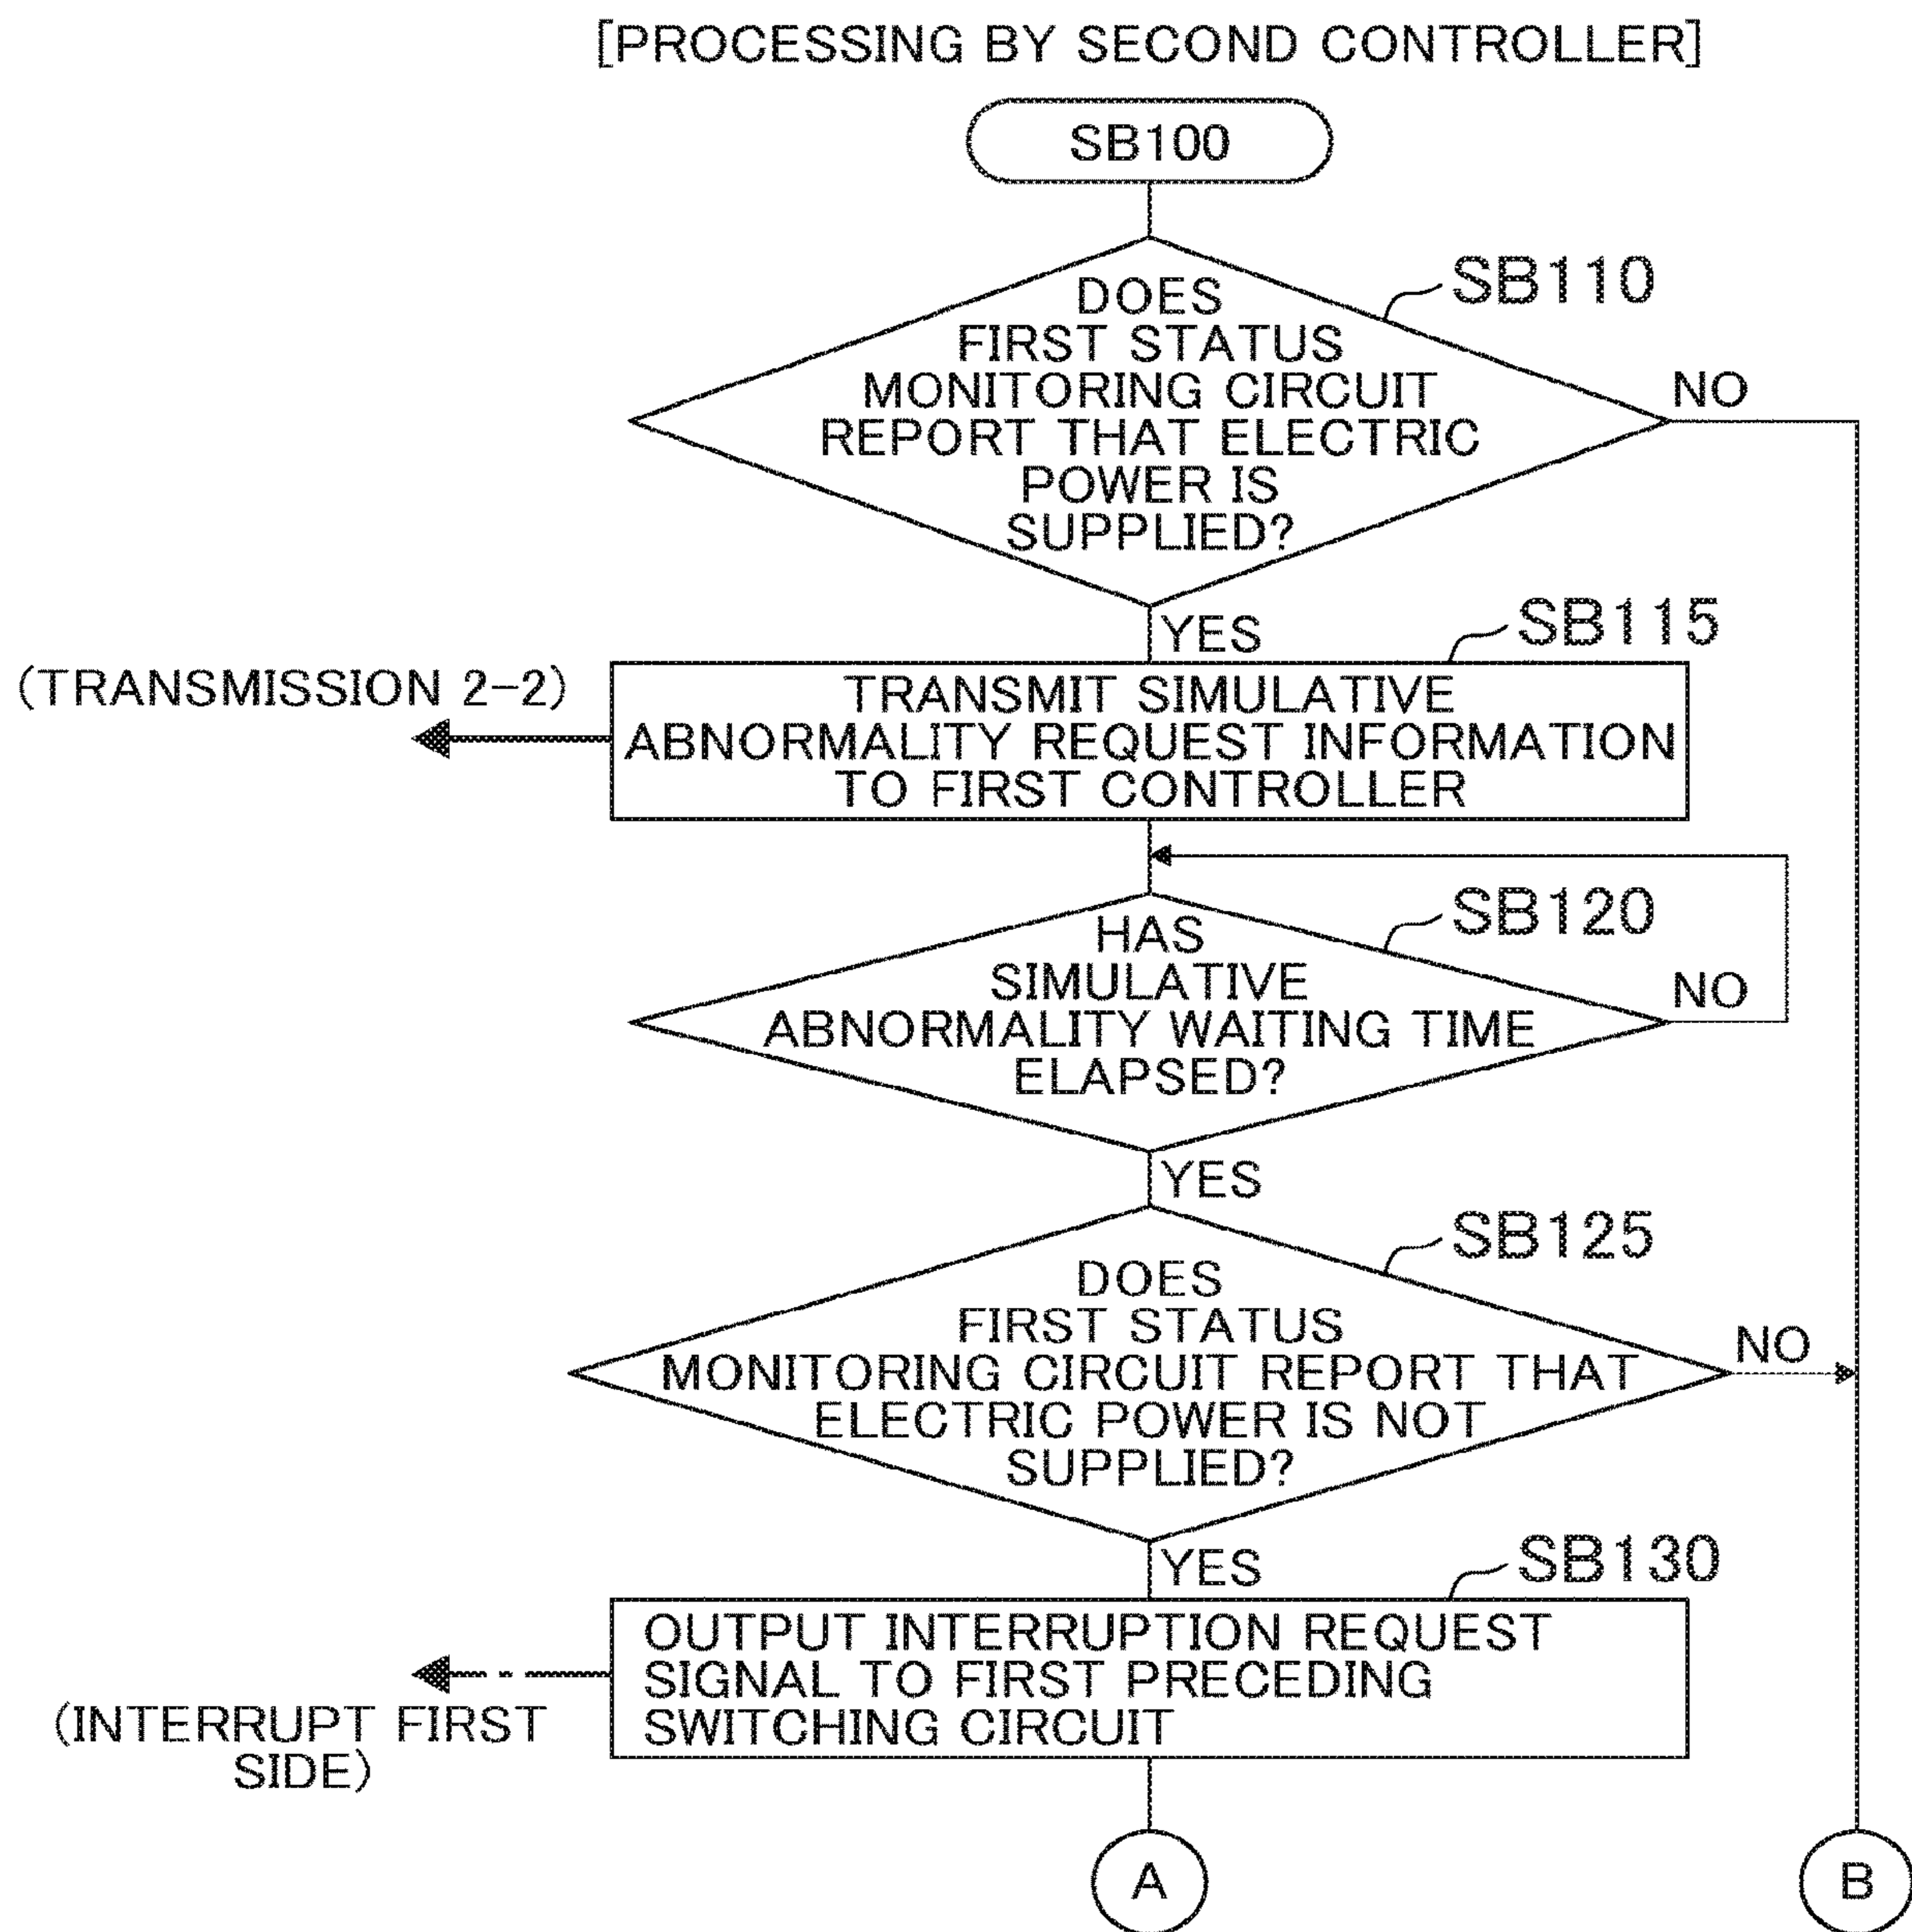 [PROCESSING BY SECOND CONTROLLER]
SB100
SB110
DOES
FIRST STATUS
MONITORING CIRCUIT
REPORT THAT ELECTRIC
POWER IS
SUPPLIED?
NO
YES
SB115
(TRANSMISSION 2-2)
TRANSMIT SIMULATIVE
ABNORMALITY REQUEST INFORMATION
TO FIRST CONTROLLER
SB120
HAS
SIMULATIVE
ABNORMALITY WAITING TIME
ELAPSED?
NO
YES
SB125
DOES
FIRST STATUS
MONITORING CIRCUIT REPORT THAT
ELECTRIC POWER IS NOT
SUPPLIED?
NO
YES
SB130
OUTPUT INTERRUPTION REQUEST
SIGNAL TO FIRST PRECEDING
SWITCHING CIRCUIT
(INTERRUPT FIRST
SIDE)
A
B